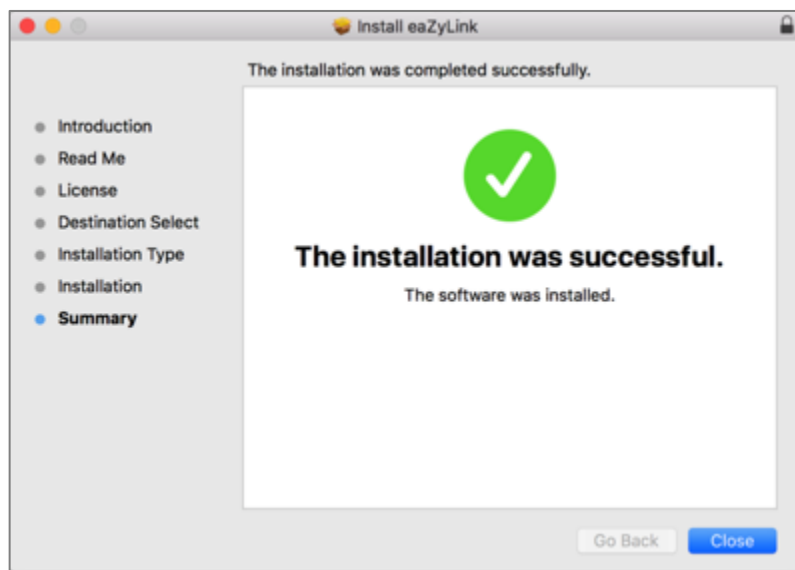 Install eaZyLink
The installation was completed successfully.
Introduction
Read Me
License
Destination Select
Installation Type
Installation
Summary
The installation was successful.
The software was installed.
Go Back
Close